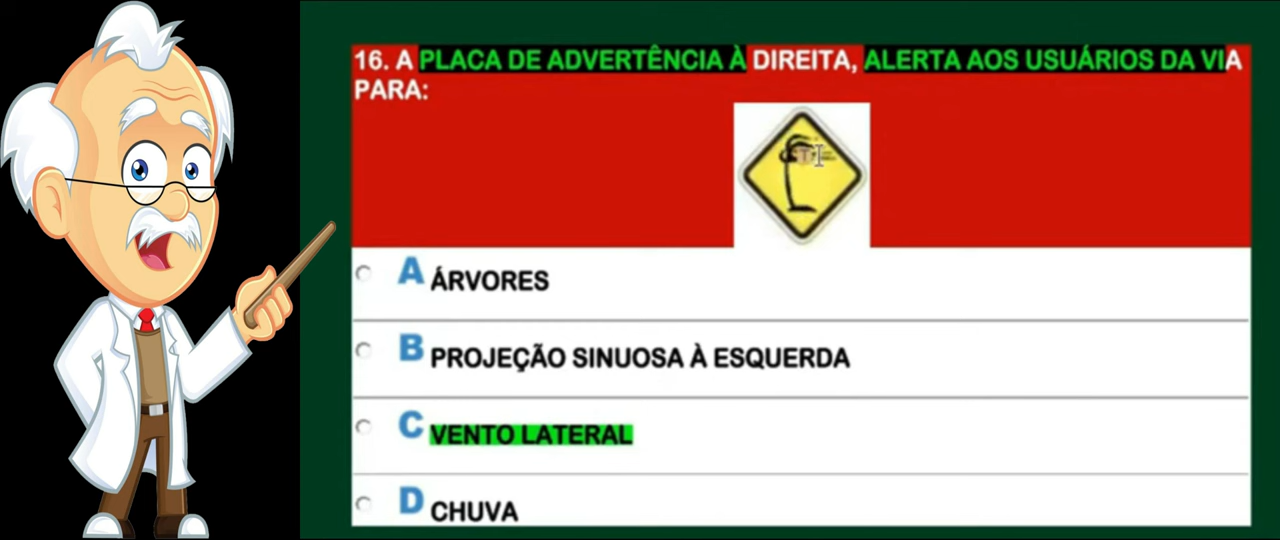 16. A PLACA DE ADVERTÊNCIA À DIREITA, ALERTA AOS USUÁRIOS DA VIA
PARA:
A ÁRVORES
B PROJEÇÃO SINUOSA À ESQUERDA
C VENTO LATERAL
D CHUVA